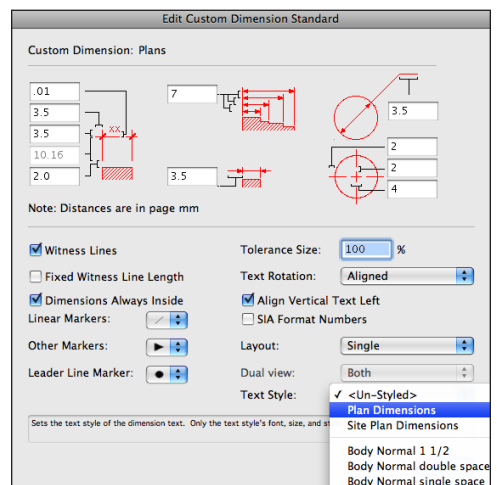 Edit Custom Dimension Standard
Custom Dimension: Plans
.01
3.5
3.5
10.16
2.0
XX
7
3.5
3.5
2
2
4
Note: Distances are in page mm
Witness Lines
Tolerance Size: 100 %
Fixed Witness Line Length
Text Rotation: Aligned
Dimensions Always Inside
Align Vertical Text Left
Linear Markers:
SIA Format Numbers
Other Markers:
Layout: Single
Leader Line Marker:
Dual view: Both
Text Style: ✓ <Un-Styled>
Plan Dimensions
Site Plan Dimensions
Body Normal 1 1/2
Body Normal double space
Body Normal single space
Sets the text style of the dimension text. Only the text style's font, size, and st